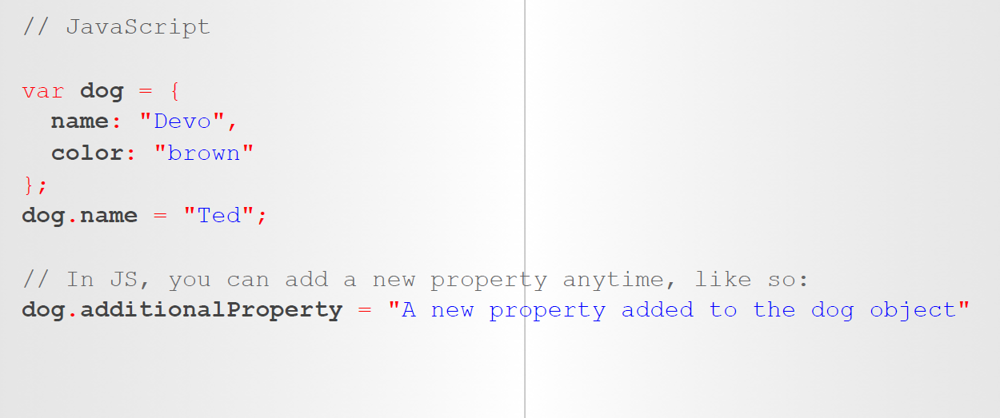 // JavaScript
var dog = {
  name: "Devo",
  color: "brown"
};
dog.name = "Ted";
// In JS, you can add a new property anytime, like so:
dog.additionalProperty = "A new property added to the dog object"